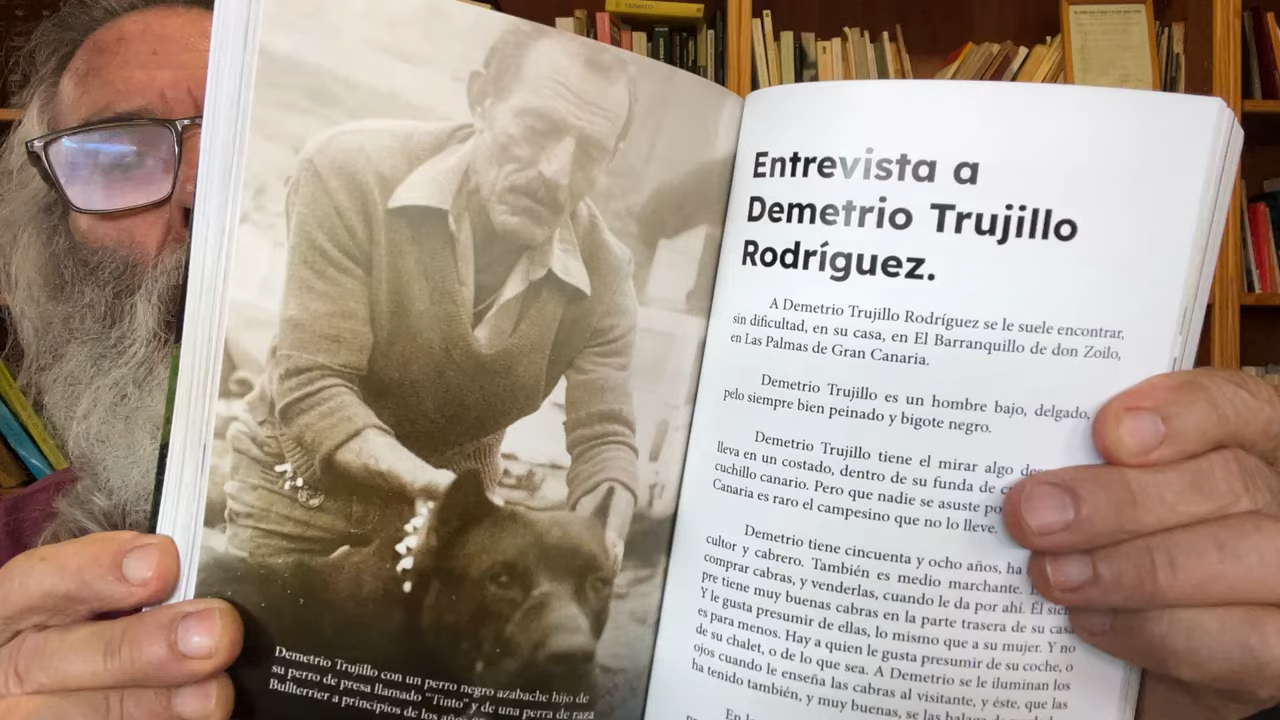 Demetrio Trujillo con un perro negro azabache hijo de
su perro de presa llamado "Tinto" y de una perra de raza
Bullterrier a principios de los
Entrevista a
Demetrio Trujillo
Rodríguez.
A Demetrio Trujillo Rodríguez se le suele encontrar,
sin dificultad, en su casa, en El Barranquillo de don Zoilo,
en Las Palmas de Gran Canaria.
Demetrio Trujillo es un hombre bajo, delgado,
pelo siempre bien peinado y bigote negro.
Demetrio Trujillo tiene el mirar algo
lleva en un costado, dentro de su funda de
cuchillo canario. Pero que nadie se asuste
Canaria es raro el campesino que no lo lleve.
Demetrio tiene cincuenta y ocho años, ha
cultor y cabrero. También es medio marchante.
comprar cabras, y venderlas, cuando le da por ahí. Él
pre tiene muy buenas cabras en la parte trasera de su casa
Y le gusta presumir de ellas, lo mismo que a su mujer. Y no
es para menos. Hay a quien le gusta presumir de su coche, o
de su chalet, o de lo que sea. A Demetrio se le iluminan los
ojos cuando le enseña las cabras al visitante, y éste, que las
ha tenido también, y muy buenas, se las